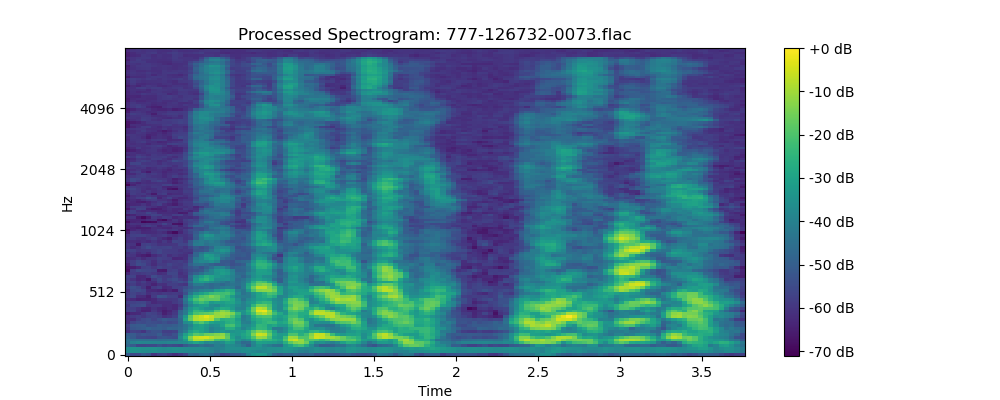 Processed Spectrogram: 777-126732-0073.flac
+0 dB
-10 dB
-20 dB
-30 dB
-40 dB
-50 dB
-60 dB
-70 dB
4096
2048
1024
512
0
Hz
0 0.5 1 1.5 2 2.5 3 3.5
Time